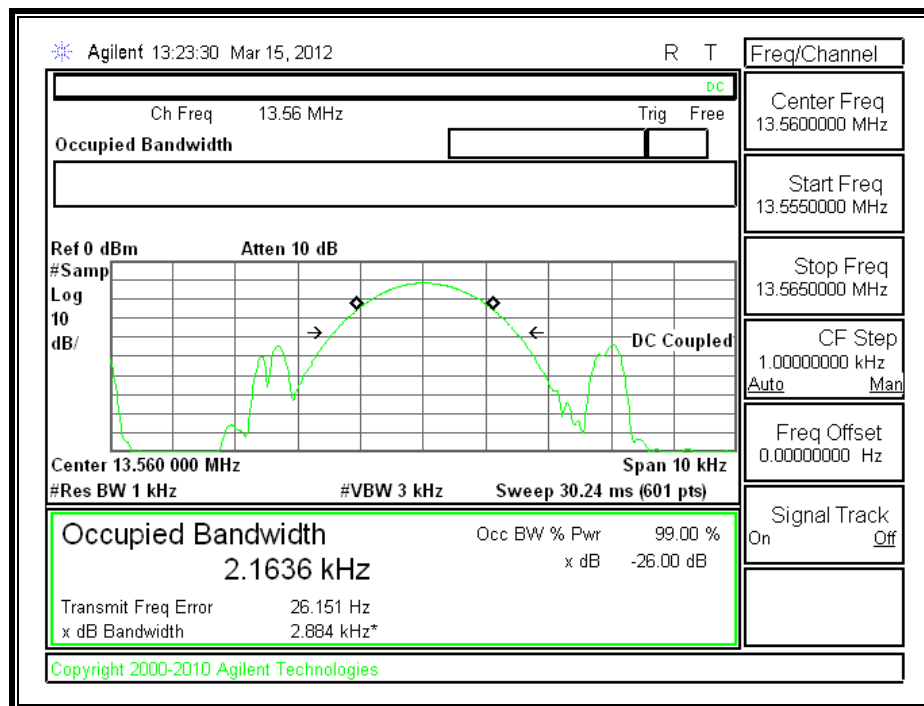 Agilent 13:23:30 Mar 15, 2012 R T
DC
Ch Freq 13.56 MHz Trig Free
Occupied Bandwidth
Ref 0 dBm Atten 10 dB
#Samp
Log
10
dB/
DC Coupled
Center 13.560 000 MHz Span 10 kHz
#Res BW 1 kHz #VBW 3 kHz Sweep 30.24 ms (601 pts)
Occupied Bandwidth
2.1636 kHz
Occ BW % Pwr 99.00 %
x dB -26.00 dB
Transmit Freq Error 26.151 Hz
x dB Bandwidth 2.884 kHz*
Copyright 2000-2010 Agilent Technologies
Freq/Channel
Center Freq
13.5600000 MHz
Start Freq
13.5550000 MHz
Stop Freq
13.5650000 MHz
CF Step
1.00000000 kHz
Auto Man
Freq Offset
0.00000000 Hz
Signal Track
On Off